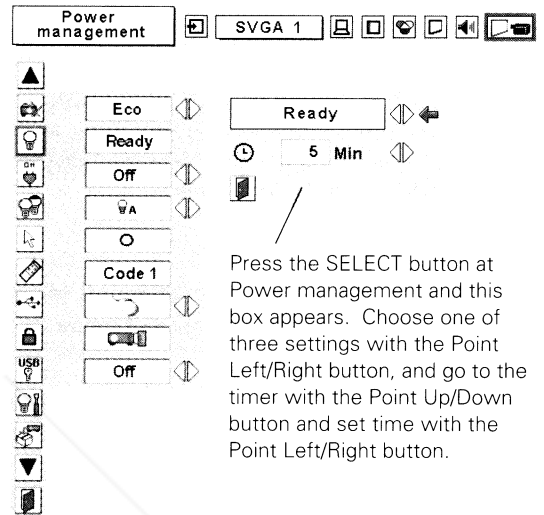 Power
management
SVGA 1
Eco
Ready
Off
A
Code 1
Off
ON
USB
Ready
5 Min
Press the SELECT button at
Power management and this
box appears. Choose one of
three settings with the Point
Left/Right button, and go to the
timer with the Point Up/Down
button and set time with the
Point Left/Right button.